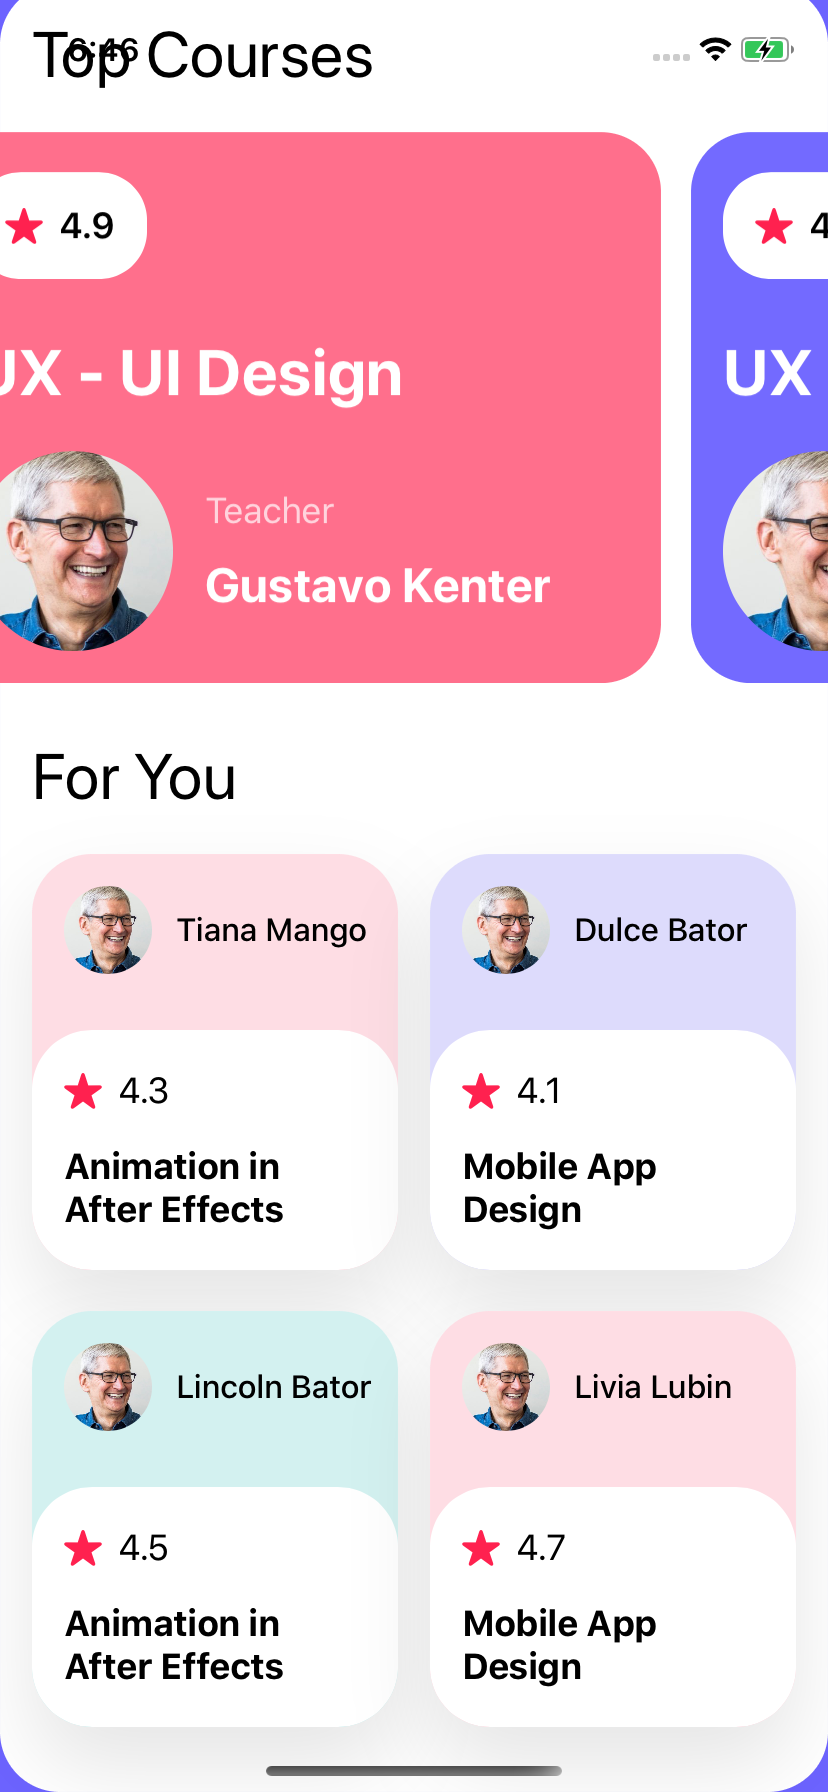 6:46
Top Courses
4.9
4
UX - UI Design
UX
Teacher
Gustavo Kenter
For You
Tiana Mango
Dulce Bator
4.3
4.1
Animation in
After Effects
Mobile App
Design
Lincoln Bator
Livia Lubin
4.5
4.7
Animation in
After Effects
Mobile App
Design